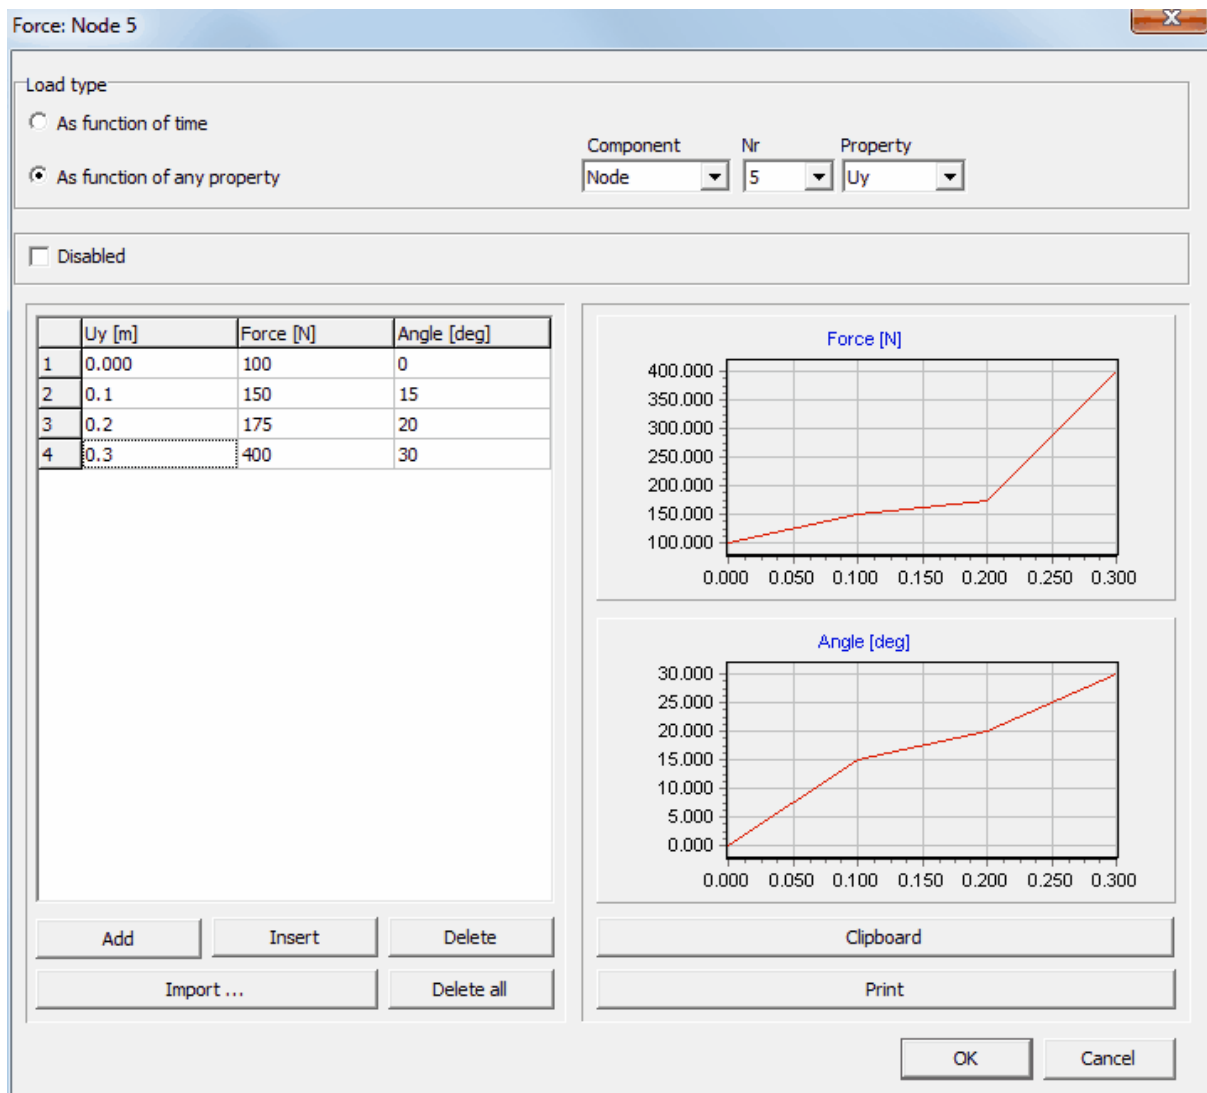 Force: Node 5
Load type
As function of time
Component Nr Property
As function of any property Node 5 Uy
Disabled
Uy [m] Force [N] Angle [deg]
1 0.000 100 0
2 0.1 150 15
3 0.2 175 20
4 0.3 400 30
Force [N]
400.000
350.000
300.000
250.000
200.000
150.000
100.000
0.000 0.050 0.100 0.150 0.200 0.250 0.300
Angle [deg]
30.000
25.000
20.000
15.000
10.000
5.000
0.000
0.000 0.050 0.100 0.150 0.200 0.250 0.300
Add Insert Delete
Import ... Delete all
Clipboard
Print
OK Cancel